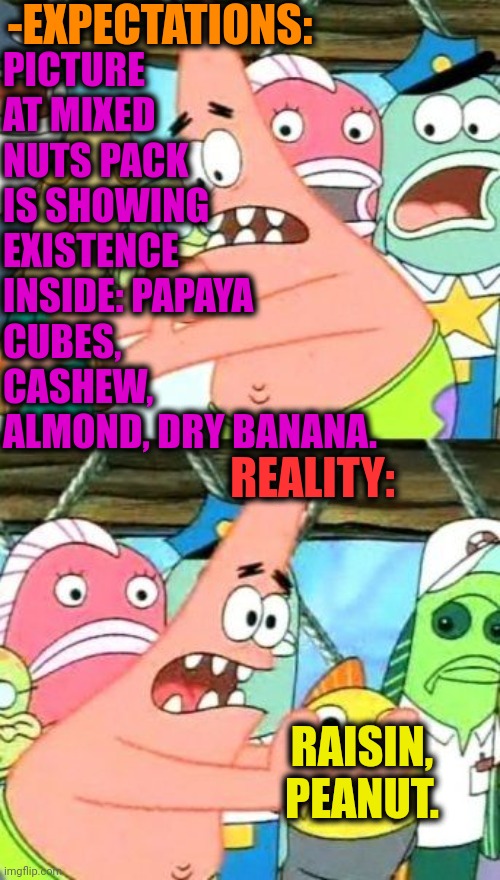 -EXPECTATIONS:
PICTURE
AT MIXED
NUTS PACK
IS SHOWING
EXISTENCE
INSIDE: PAPAYA
CUBES,
CASHEW,
ALMOND, DRY BANANA.
REALITY:
RAISIN,
PEANUT.
imgflip.com